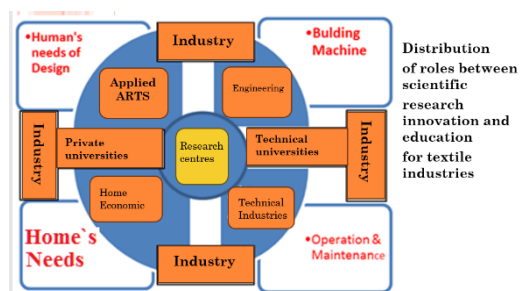 •Human's
needs of
Design
Industry
•Bulding
Machine
Applied
ARTS
Engineering
Industry
Private
universities
Research
centres
Technical
universities
Industry
Home
Economic
Technical
Industries
Home`s
Needs
Industry
•Operation &
Maintenance
Distribution
of roles between
scientific
research
innovation and
education
for textile
industries